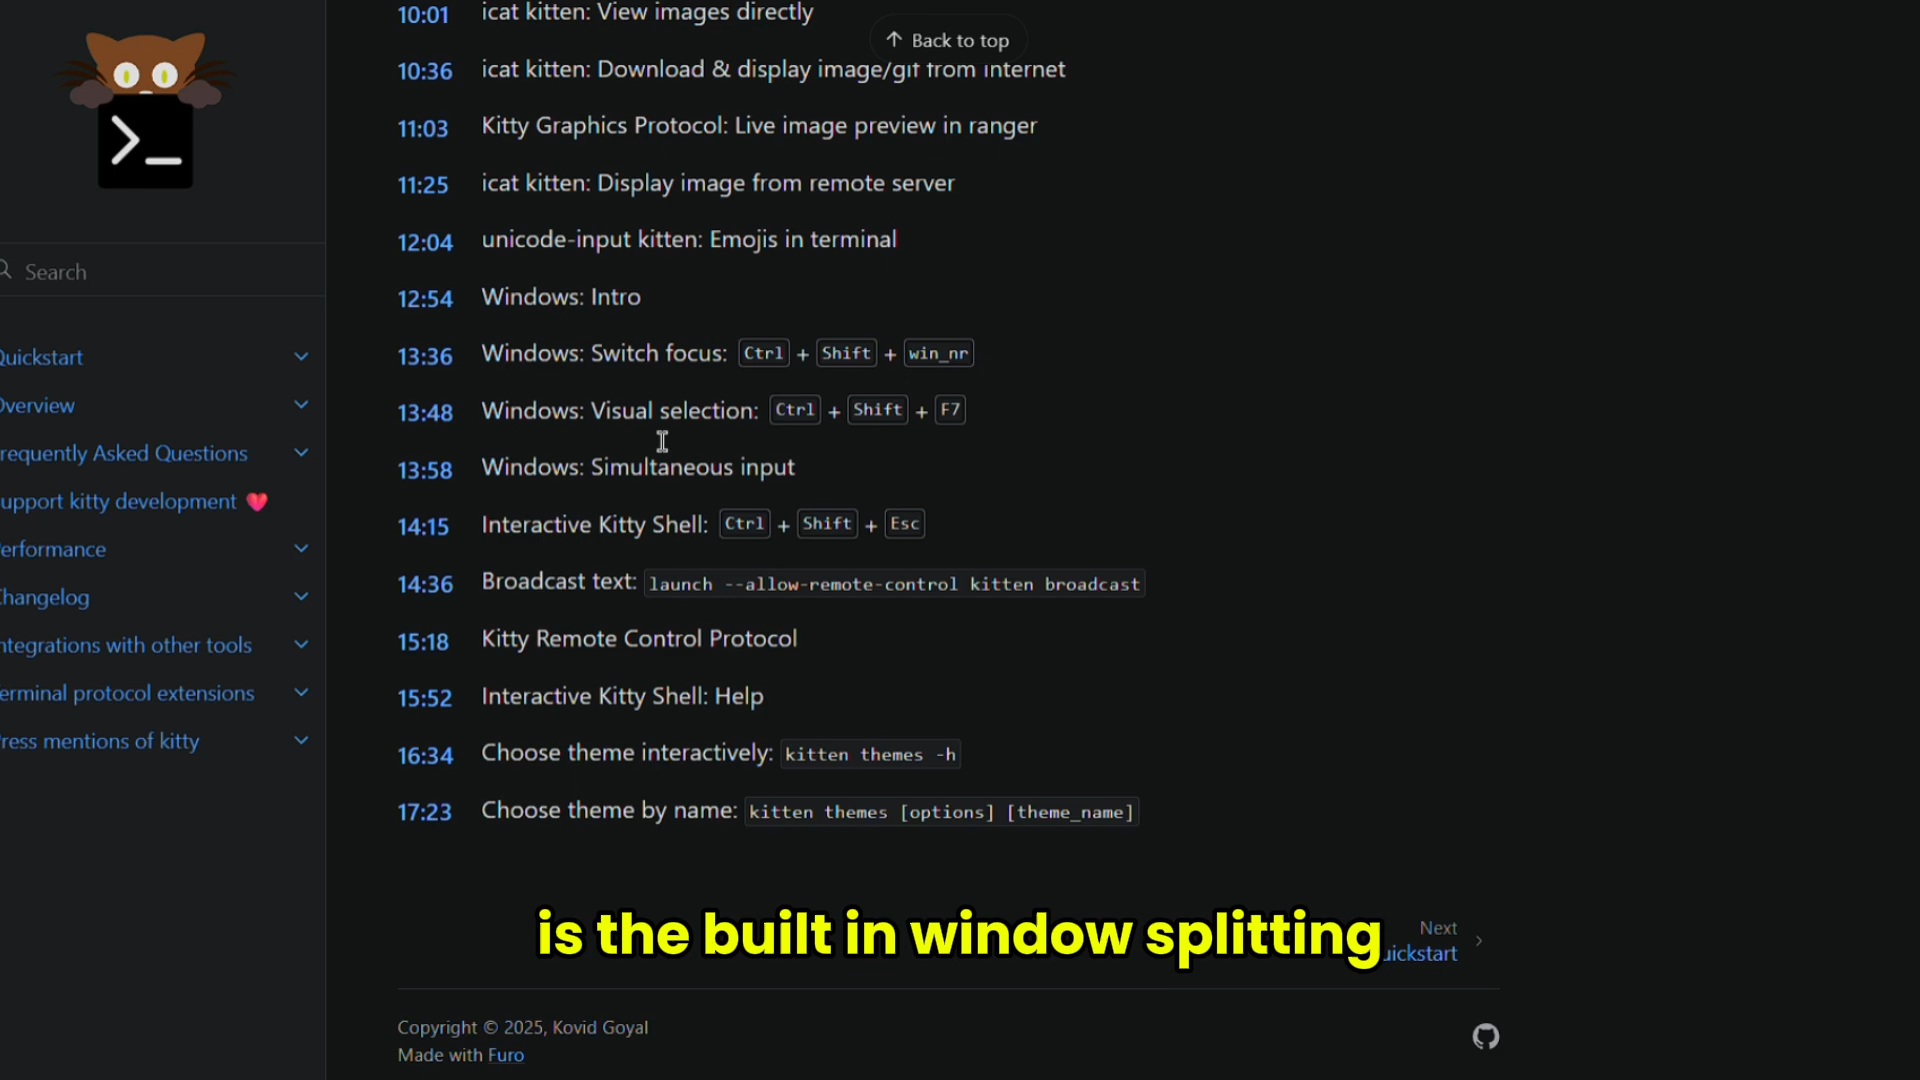 10:01 icat kitten: View images directly
↑ Back to top
10:36 icat kitten: Download & display image/gif from internet
11:03 Kitty Graphics Protocol: Live image preview in ranger
11:25 icat kitten: Display image from remote server
12:04 unicode-input kitten: Emojis in terminal
12:54 Windows: Intro
13:36 Windows: Switch focus: Ctrl + Shift + win_nr
13:48 Windows: Visual selection: Ctrl + Shift + F7
13:58 Windows: Simultaneous input
14:15 Interactive Kitty Shell: Ctrl + Shift + Esc
14:36 Broadcast text: launch --allow-remote-control kitten broadcast
15:18 Kitty Remote Control Protocol
15:52 Interactive Kitty Shell: Help
16:34 Choose theme interactively: kitten themes -h
17:23 Choose theme by name: kitten themes [options] [theme_name]
>_
Search
Quickstart
Overview
requently Asked Questions
upport kitty development
erformance
Changelog
ntegrations with other tools
erminal protocol extensions
ress mentions of kitty
is the built in window splitting
Next
uickstart
Copyright © 2025, Kovid Goyal
Made with Furo